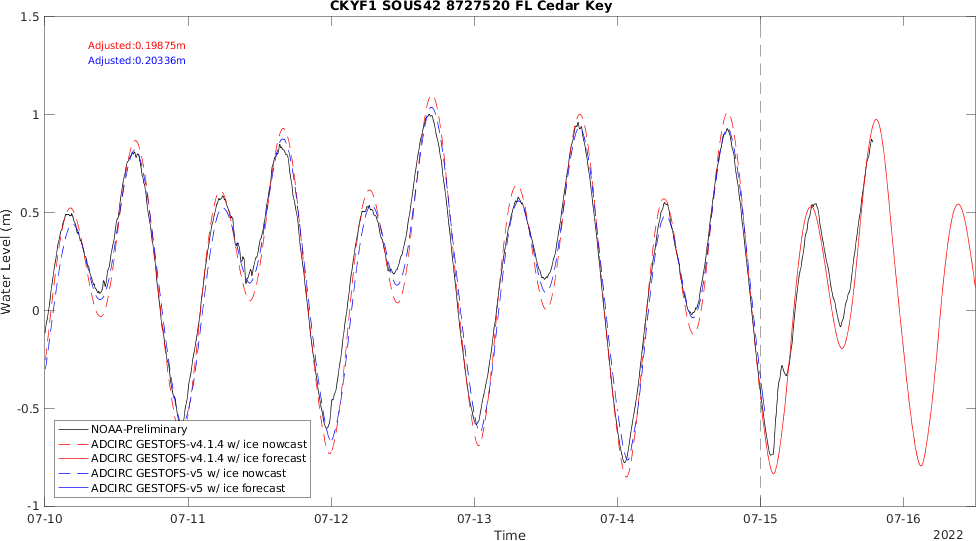 CKYF1 SOUS42 8727520 FL Cedar Key
Adjusted:0.19875m
Adjusted:0.20336m
Water Level (m)
1.5
1
0.5
0
-0.5
-1
NOAA-Preliminary
ADCIRC GESTOFS-v4.1.4 w/ ice nowcast
ADCIRC GESTOFS-v4.1.4 w/ ice forecast
ADCIRC GESTOFS-v5 w/ ice nowcast
ADCIRC GESTOFS-v5 w/ ice forecast
07-10 07-11 07-12 07-13 07-14 07-15 07-16
Time
2022